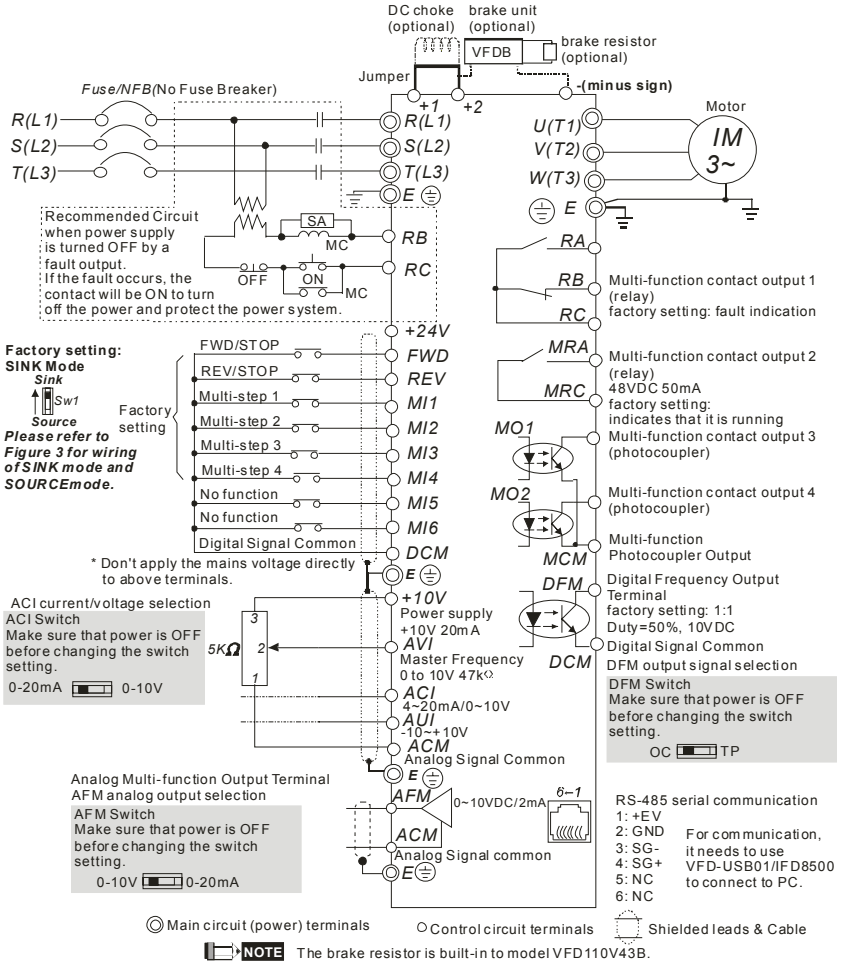 DC choke
(optional)
brake unit
(optional)
VFDB
brake resistor
(optional)
Jumper
-(minus sign)
+1
+2
Fuse/NFB(No Fuse Breaker)
R(L1)
S(L2)
T(L3)
R(L1)
S(L2)
T(L3)
E
Motor
U(T1)
V(T2)
W(T3)
IM
3~
E
Recommended Circuit
when power supply
is turned OFF by a
fault output.
If the fault occurs, the
contact will be ON to turn
off the power and protect the power system.
SA
MC
OFF
ON
MC
RB
RC
RA
RB
RC
Multi-function contact output 1
(relay)
factory setting: fault indication
MRA
MRC
Multi-function contact output 2
(relay)
48VDC 50mA
factory setting:
indicates that it is running
MO1
Multi-function contact output 3
(photocoupler)
MO2
Multi-function contact output 4
(photocoupler)
MCM
Multi-function
Photocoupler Output
Factory setting:
SINK Mode
Sink
Sw1
Source
Please refer to
Figure 3 for wiring
of SINK mode and
SOURCEmode.
Factory
setting
FWD/STOP
REV/STOP
Multi-step 1
Multi-step 2
Multi-step 3
Multi-step 4
No function
No function
Digital Signal Common
+24V
FWD
REV
MI1
MI2
MI3
MI4
MI5
MI6
DCM
E
* Don't apply the mains voltage directly
to above terminals.
DFM
Digital Frequency Output
Terminal
factory setting: 1:1
Duty=50%, 10VDC
DCM
Digital Signal Common
DFM output signal selection
DFM Switch
Make sure that power is OFF
before changing the switch
setting.
OC
TP
ACI current/voltage selection
ACI Switch
Make sure that power is OFF
before changing the switch
setting.
0-20mA
0-10V
5KΩ
3
2
1
+10V
Power supply
+10V 20mA
AVI
Master Frequency
0 to 10V 47kΩ
ACI
4~20mA/0~10V
AUI
-10~+10V
ACM
Analog Signal Common
E
Analog Multi-function Output Terminal
AFM analog output selection
AFM Switch
Make sure that power is OFF
before changing the switch
setting.
0-10V
0-20mA
AFM
0~10VDC/2mA
ACM
Analog Signal common
E
6←1
RS-485 serial communication
1: +EV
2: GND
3: SG-
4: SG+
5: NC
6: NC
For communication,
it needs to use
VFD-USB01/IFD8500
to connect to PC.
Main circuit (power) terminals
Control circuit terminals
Shielded leads & Cable
NOTE
The brake resistor is built-in to model VFD110V43B.